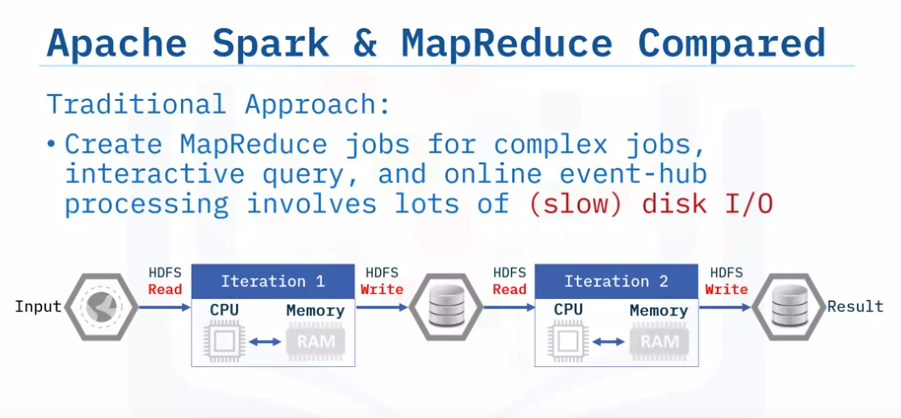 Apache Spark & MapReduce Compared
Traditional Approach:
• Create MapReduce jobs for complex jobs,
interactive query, and online event-hub
processing involves lots of (slow) disk I/O
Input
HDFS
Read
Iteration 1
CPU
Memory
RAM
HDFS
Write
HDFS
Read
Iteration 2
CPU
Memory
RAM
HDFS
Write
Result